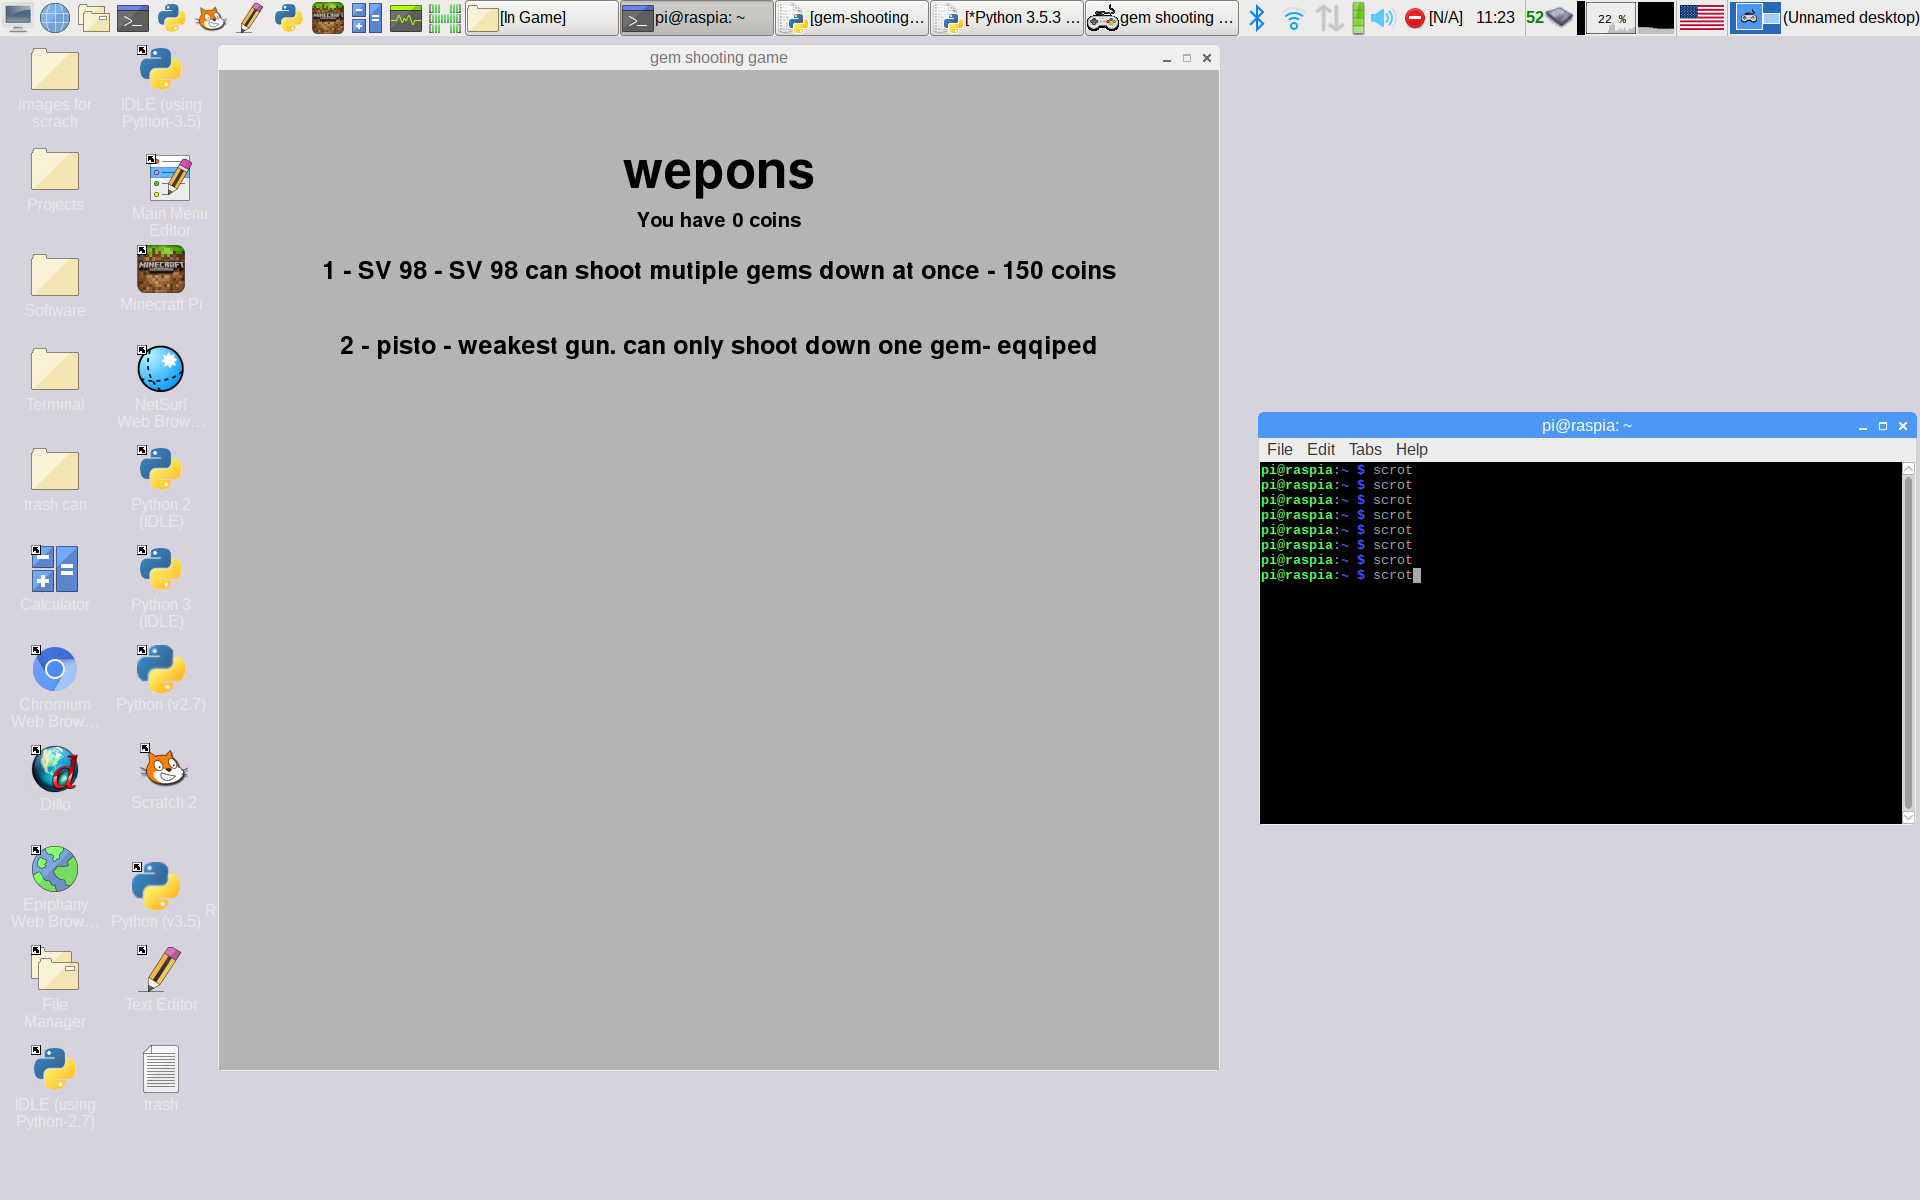 [In Game]
pi@raspia: ~
[gem-shooting...
[*Python 3.5.3 ...
gem shooting ...
[N/A]
11:23
52
22 %
(Unnamed desktop)
images for
scrach
IDLE (using
Python-3.5)
Projects
Main Menu
Editor
Software
MINECRAFT
Minecraft Pi
Terminal
NetSurf
Web Brow...
trash can
Python 2
(IDLE)
Calculator
Python 3
(IDLE)
Chromium
Web Brow...
Python (v2.7)
Dillo
Scratch 2
Epiphany
Web Brow...
Python (v3.5)
R
File
Manager
Text Editor
IDLE (using
Python-2.7)
trash
gem shooting game
wepons
You have 0 coins
1 - SV 98 - SV 98 can shoot mutiple gems down at once - 150 coins
2 - pisto - weakest gun. can only shoot down one gem- eqqiped
pi@raspia: ~
File Edit Tabs Help
pi@raspia:~ $ scrot
pi@raspia:~ $ scrot
pi@raspia:~ $ scrot
pi@raspia:~ $ scrot
pi@raspia:~ $ scrot
pi@raspia:~ $ scrot
pi@raspia:~ $ scrot
pi@raspia:~ $ scrot